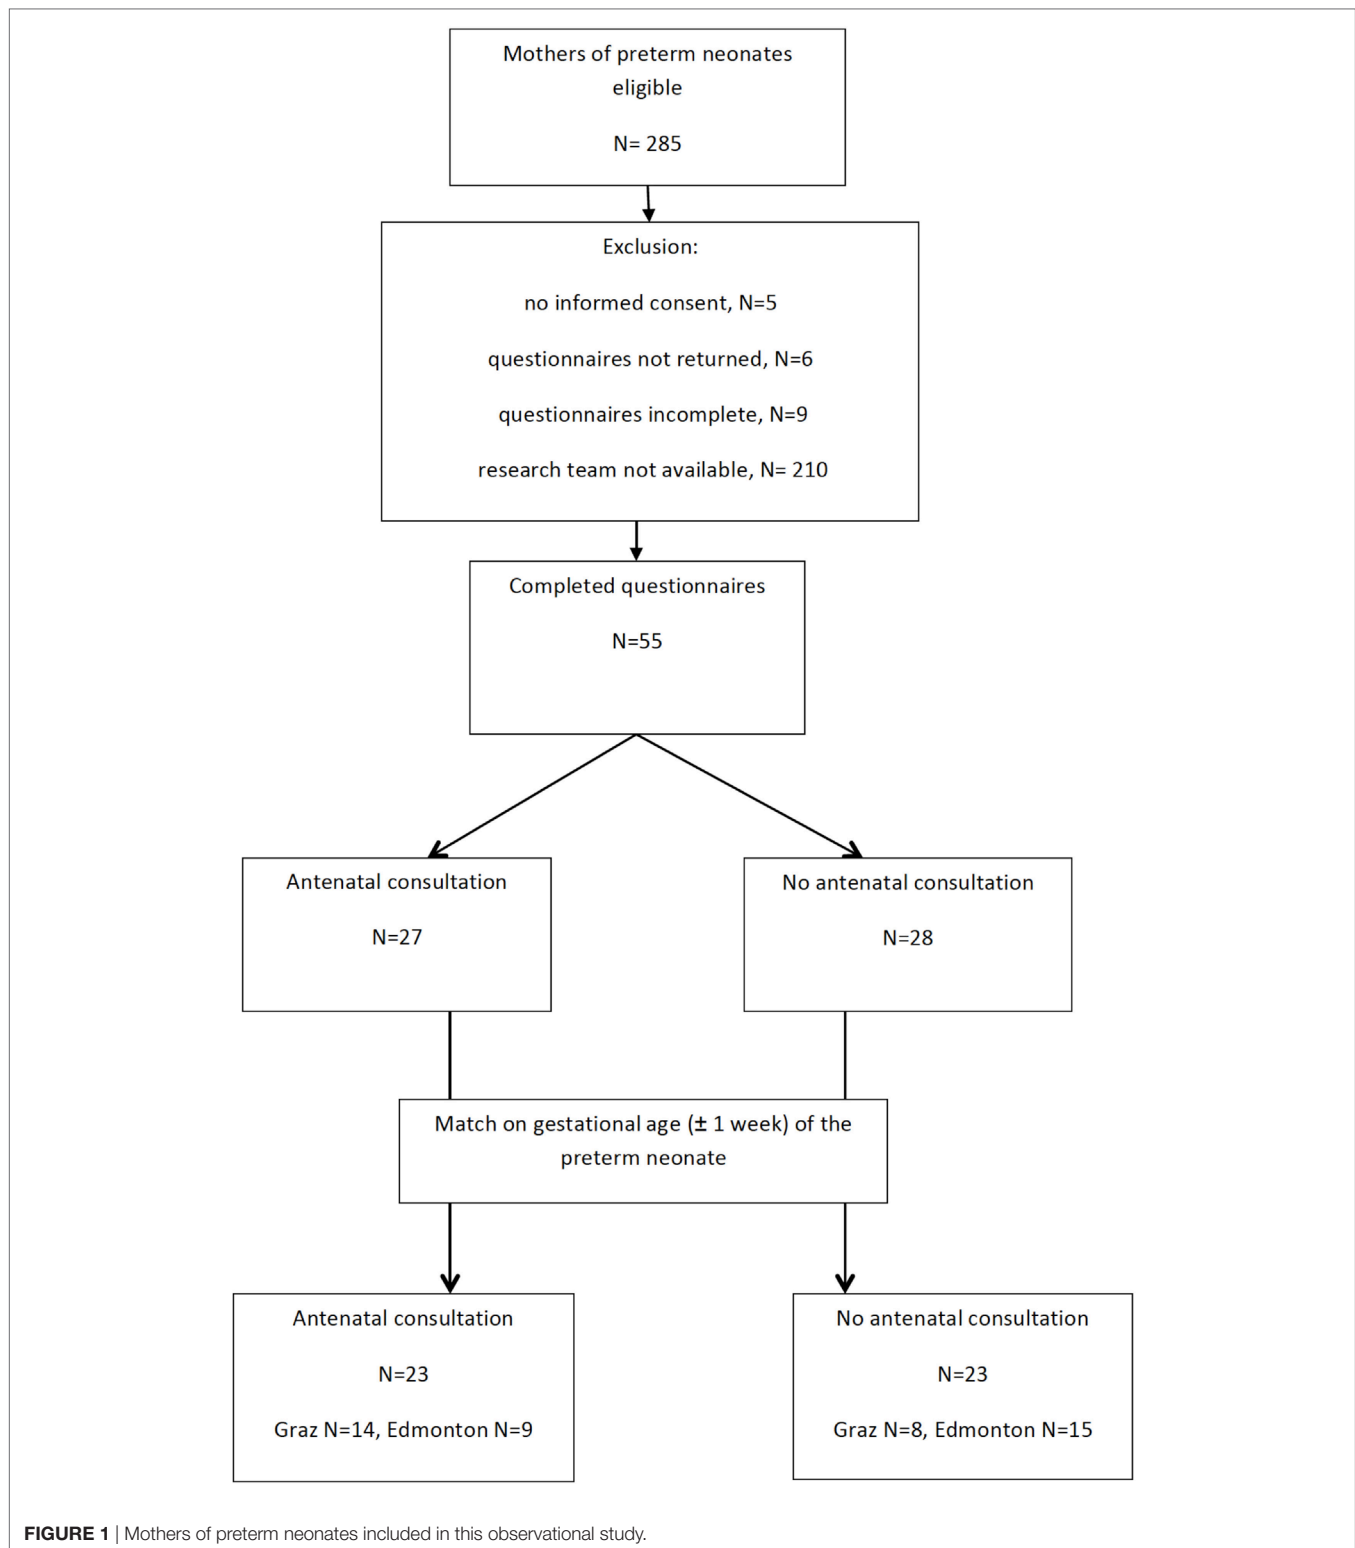 Mothers of preterm neonates
eligible
N= 285
Exclusion:
no informed consent, N=5
questionnaires not returned, N=6
questionnaires incomplete, N=9
research team not available, N= 210
Completed questionnaires
N=55
Antenatal consultation
N=27
No antenatal consultation
N=28
Match on gestational age (± 1 week) of the
preterm neonate
Antenatal consultation
N=23
Graz N=14, Edmonton N=9
No antenatal consultation
N=23
Graz N=8, Edmonton N=15
FIGURE 1 | Mothers of preterm neonates included in this observational study.